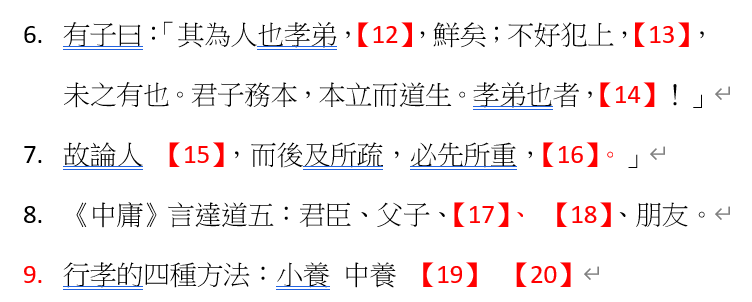 6. 有子曰：「其為人也孝弟，【12】，鮮矣；不好犯上，【13】，
未之有也。君子務本，本立而道生。孝弟也者，【14】！」
7. 故論人 【15】，而後及所疏，必先所重，【16】。」
8. 《中庸》言達道五：君臣、父子、【17】、 【18】、朋友。
9. 行孝的四種方法：小養 中養 【19】 【20】